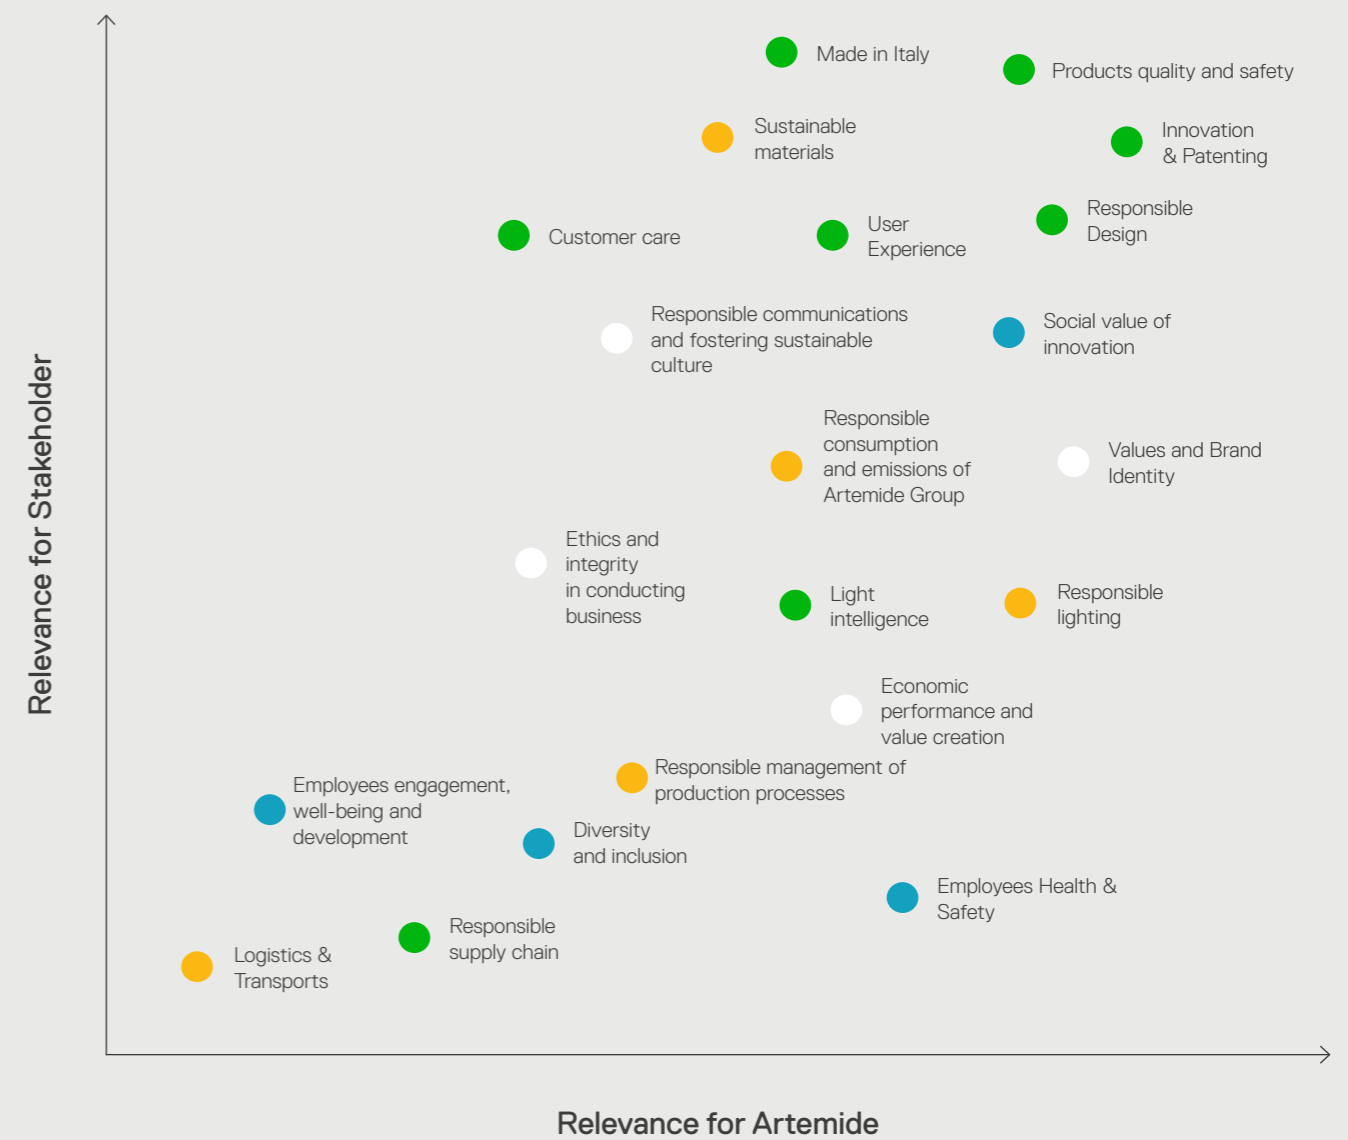 Made in Italy
Products quality and safety
Sustainable
materials
Innovation
& Patenting
Customer care
User
Experience
Responsible
Design
Responsible communications
and fostering sustainable
culture
Social value of
innovation
Responsible
consumption
and emissions of
Artemide Group
Values and Brand
Identity
Ethics and
integrity
in conducting
business
Light
intelligence
Responsible
lighting
Economic
performance and
value creation
Responsible management of
production processes
Employees engagement,
well-being and
development
Diversity
and inclusion
Employees Health &
Safety
Responsible
supply chain
Logistics &
Transports
Relevance for Stakeholder
Relevance for Artemide